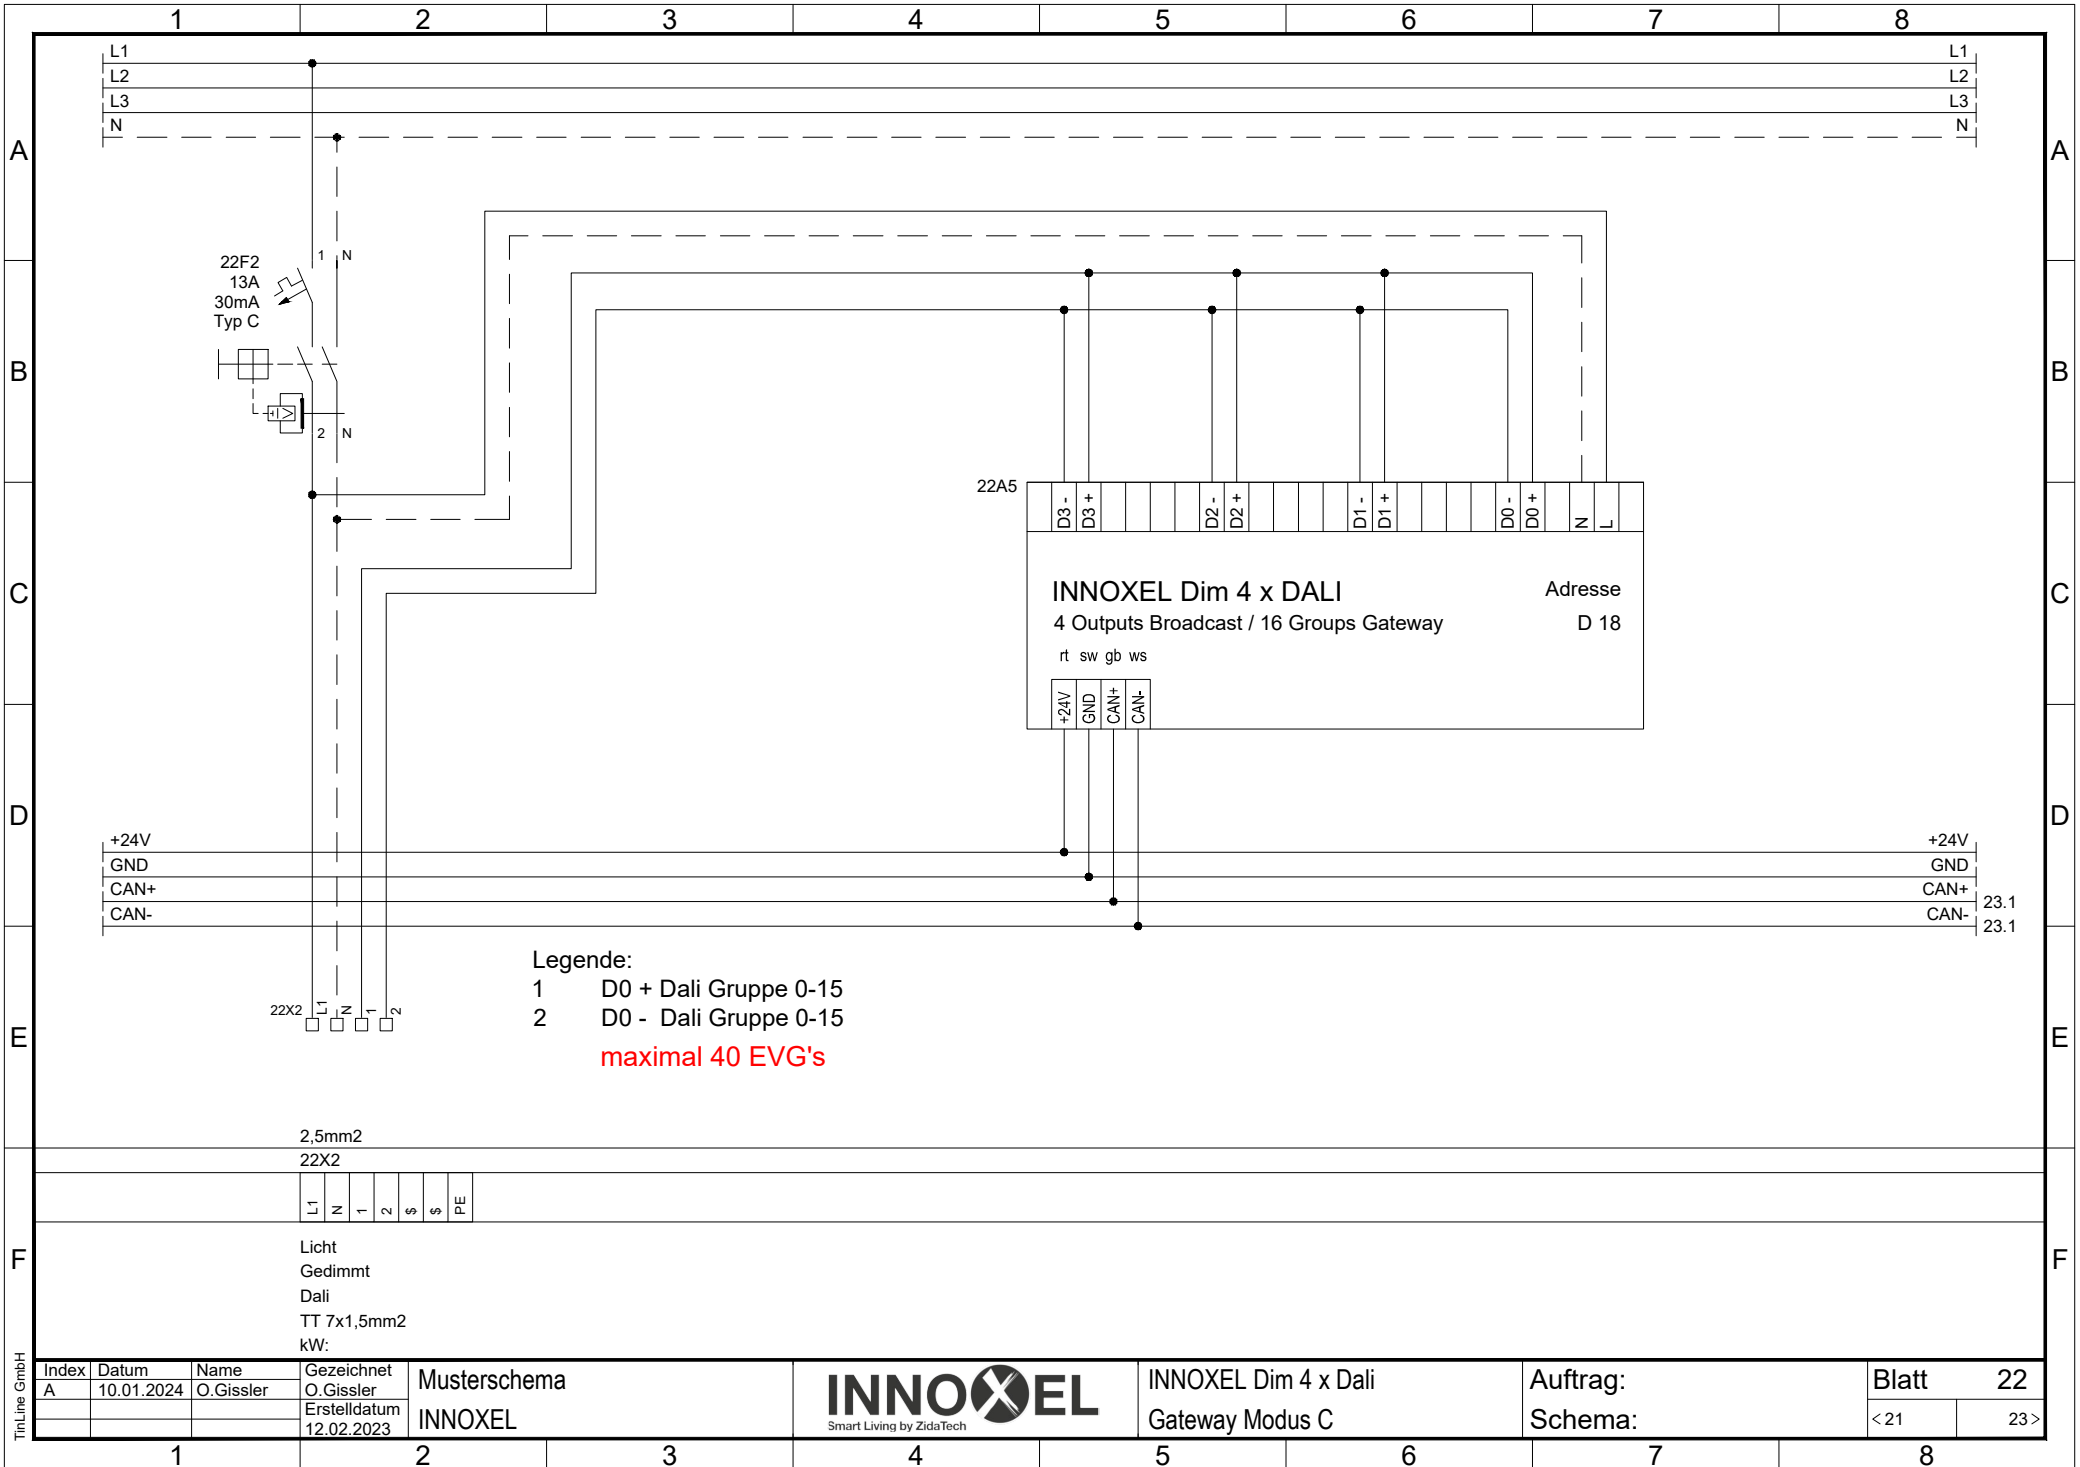 1 2 3 4 5 6 7 8
L1 L1
L2 L2
L3 L3
N N
A A
1 N
22F2
13A
30mA
Typ C
B B
2 N
22A5
D3 - D3 + D2 - D2 + D1 - D1 + D0 - D0 + N L
INNOXEL Dim 4 x DALI Adresse
4 Outputs Broadcast / 16 Groups Gateway D 18
C C
rt sw gb ws
+24V GND CAN+ CAN-
D D
+24V +24V
GND GND
CAN+ CAN+ 23.1
CAN- CAN- 23.1
Legende:
1 D0 + Dali Gruppe 0-15
2 D0 - Dali Gruppe 0-15
maximal 40 EVG's
22X2 L1 N 1 2
E E
2,5mm2
22X2
L1 N 1 2 $ $ PE
F F
Licht
Gedimmt
Dali
TT 7x1,5mm2
kW:
TinLine GmbH
Index Datum Name Gezeichnet
A 10.01.2024 O.Gissler O.Gissler
Erstelldatum
12.02.2023
Musterschema
INNOXEL
INNOXEL
Smart Living by ZidaTech
INNOXEL Dim 4 x Dali
Gateway Modus C
Auftrag:
Schema:
Blatt 22
< 21 23 >
1 2 3 4 5 6 7 8